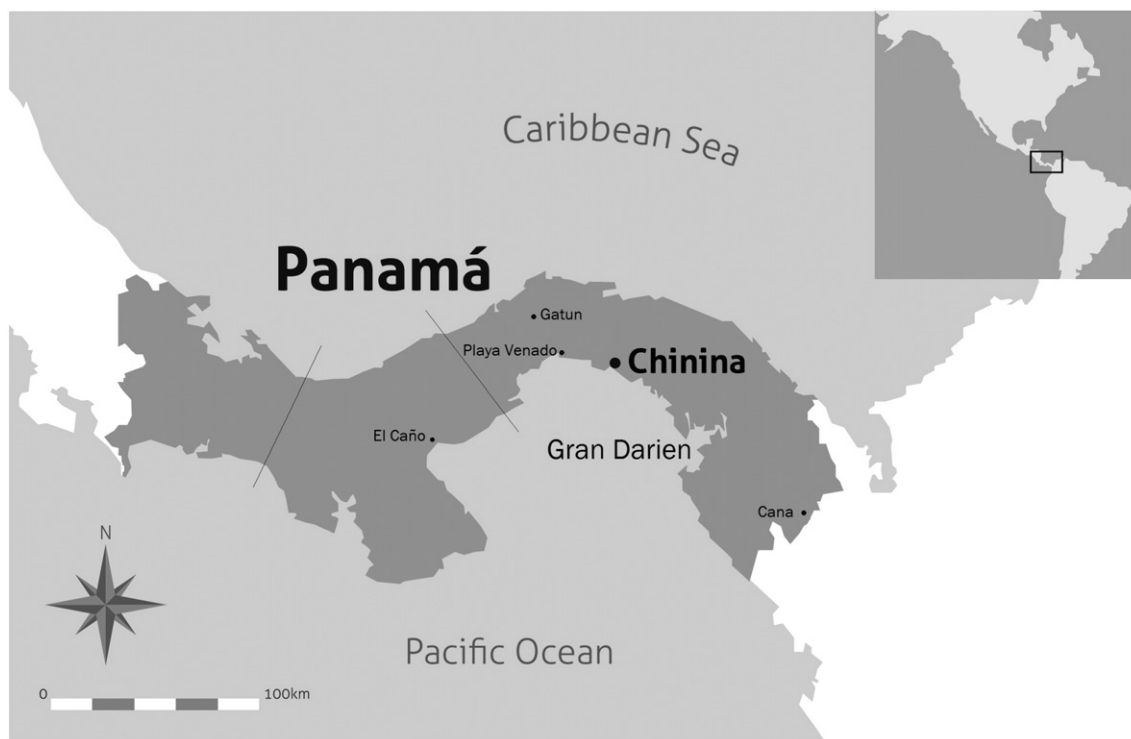 Caribbean Sea
Panamá
Gatun
Playa Venado
Chinina
El Caño
Gran Darien
Cana
N
Pacific Ocean
0
100km